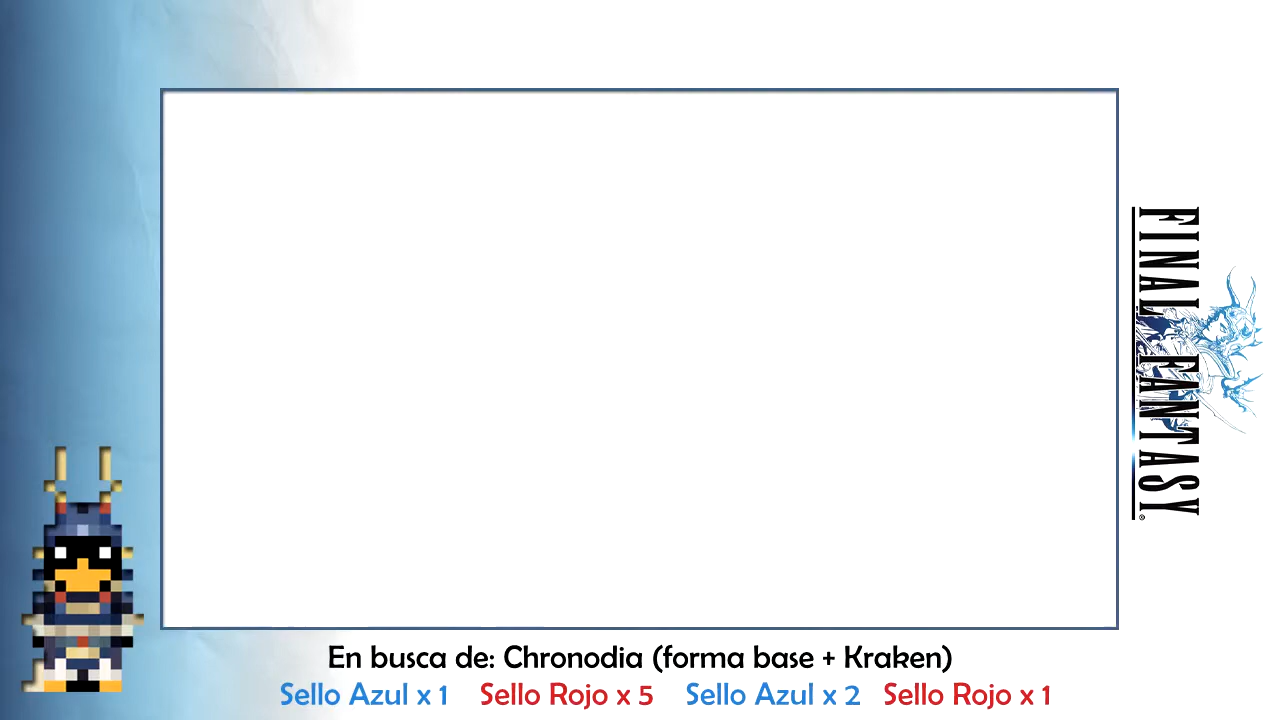 FINAL FANTASY®
En busca de: Chronodia (forma base + Kraken)
Sello Azul x 1 Sello Rojo x 5 Sello Azul x 2 Sello Rojo x 1